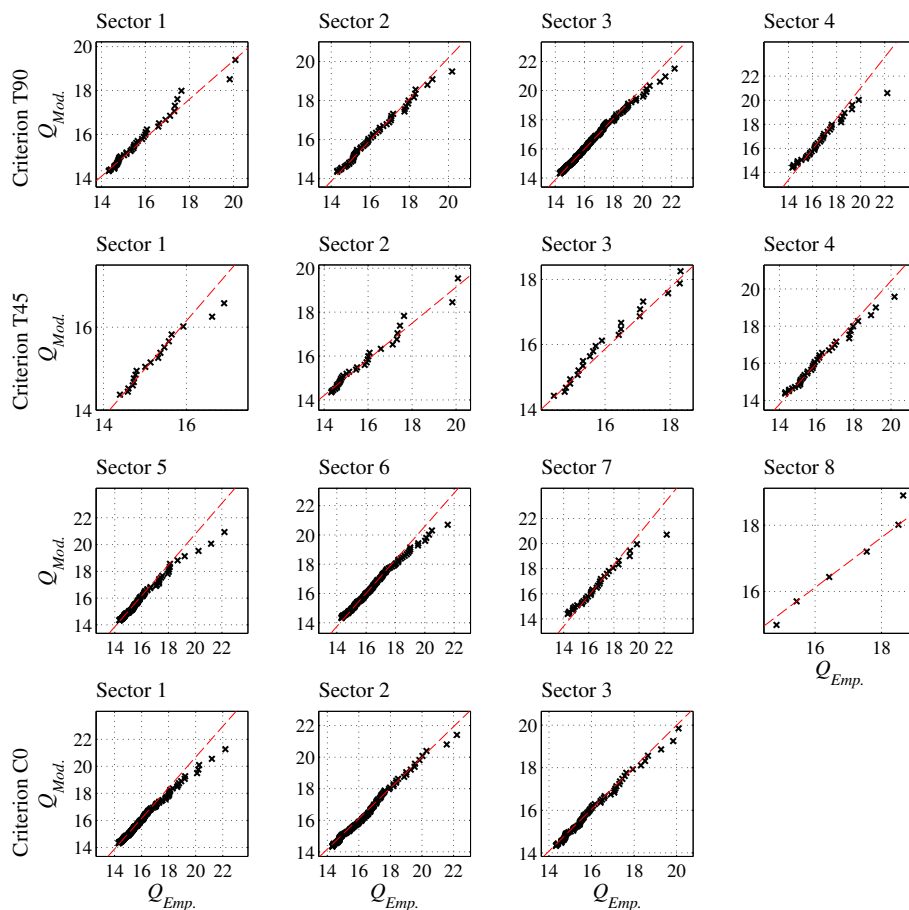 Sector 1
Sector 2
Sector 3
Sector 4
Criterion T90
Q_Mod.
20
18
16
14
14 16 18 20
20
18
16
14
14 16 18 20
22
20
18
16
14
14 16 18 20 22
22
20
18
16
14
14 16 18 20 22
Sector 1
Sector 2
Sector 3
Sector 4
Criterion T45
Q_Mod.
16
14
14 16
20
18
16
14
14 16 18 20
18
16
14
16 18
20
18
16
14
14 16 18 20
Sector 5
Sector 6
Sector 7
Sector 8
Q_Mod.
22
20
18
16
14
14 16 18 20 22
22
20
18
16
14
14 16 18 20 22
22
20
18
16
14
14 16 18 20 22
18
16
16 18
Q_Emp.
Sector 1
Sector 2
Sector 3
Criterion C0
Q_Mod.
22
20
18
16
14
14 16 18 20 22
Q_Emp.
22
20
18
16
14
14 16 18 20 22
Q_Emp.
20
18
16
14
14 16 18 20
Q_Emp.